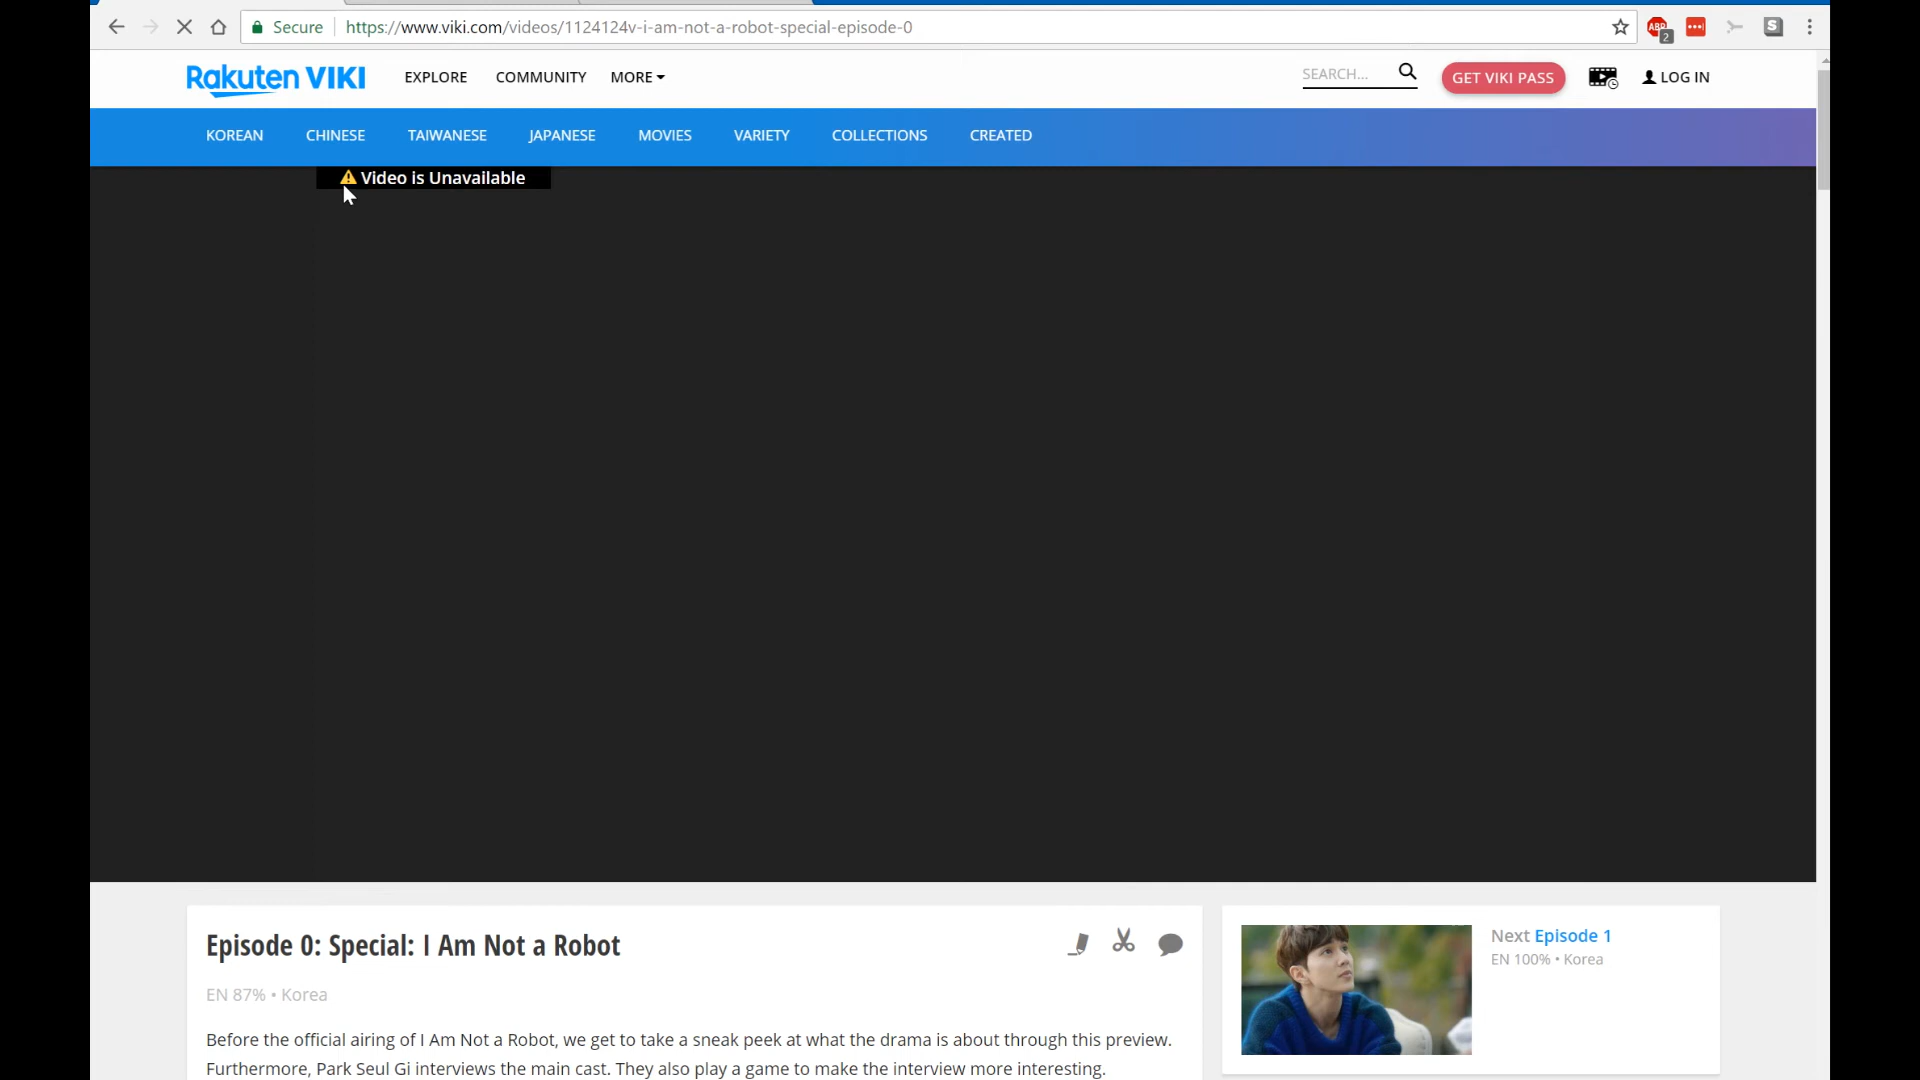 Secure https://www.viki.com/videos/1124124v-i-am-not-a-robot-special-episode-0
ABP 2 S
Rakuten VIKI EXPLORE COMMUNITY MORE SEARCH... GET VIKI PASS LOG IN
KOREAN CHINESE TAIWANESE JAPANESE MOVIES VARIETY COLLECTIONS CREATED
Video is Unavailable
Episode 0: Special: I Am Not a Robot
EN 87% • Korea
Before the official airing of I Am Not a Robot, we get to take a sneak peek at what the drama is about through this preview.
Furthermore, Park Seul Gi interviews the main cast. They also play a game to make the interview more interesting.
Next Episode 1
EN 100% • Korea